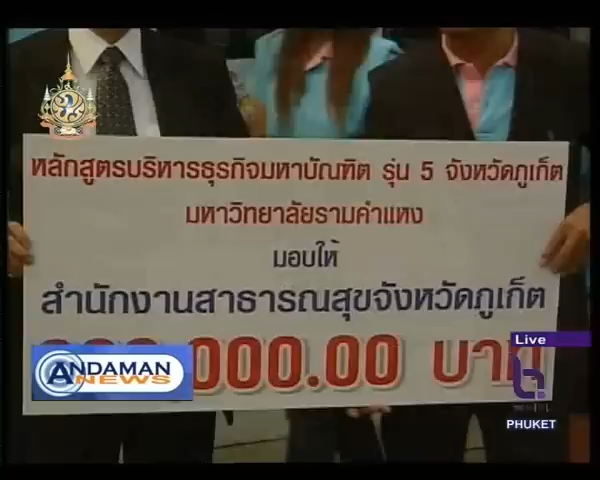 หลักสูตรบริหารธุรกิจมหาบัณฑิต รุ่น 5 จังหวัดภูเก็ต
มหาวิทยาลัยรามคำแหง
มอบให้
สำนักงานสาธารณสุขจังหวัดภูเก็ต
,000.00 บาท
Live
ANDAMAN
NEWS
PHUKET